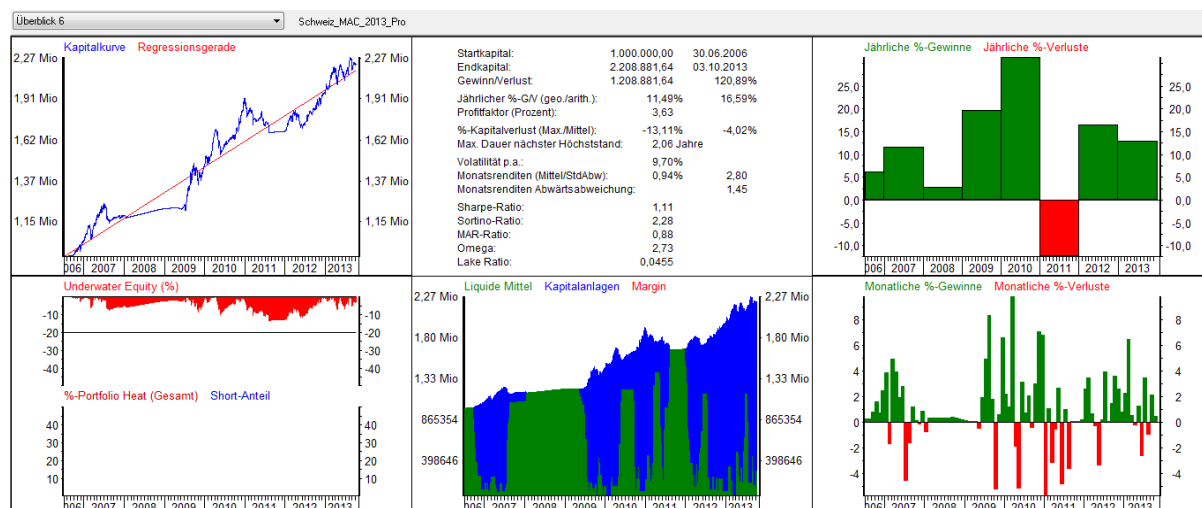 Überblick 6 Schweiz_MAC_2013_Pro
Kapitalkurve Regressionsgerade
2,27 Mio 2,27 Mio
1,91 Mio 1,91 Mio
1,62 Mio 1,62 Mio
1,37 Mio 1,37 Mio
1,15 Mio 1,15 Mio
006 2007 2008 2009 2010 2011 2012 2013
Startkapital: 1.000.000,00 30.06.2006
Endkapital: 2.208.881,64 03.10.2013
Gewinn/Verlust: 1.208.881,64 120,89%
Jährlicher %-G/V (geo./arith.): 11,49% 16,59%
Profitfaktor (Prozent): 3,63
%-Kapitalverlust (Max./Mittel): -13,11% -4,02%
Max. Dauer nächster Höchststand: 2,06 Jahre
Volatilität p.a.: 9,70%
Monatsrenditen (Mittel/StdAbw): 0,94% 2,80
Monatsrenditen Abwärtsabweichung: 1,45
Sharpe-Ratio: 1,11
Sortino-Ratio: 2,28
MAR-Ratio: 0,88
Omega: 2,73
Lake Ratio: 0,0455
Jährliche %-Gewinne Jährliche %-Verluste
25,0 25,0
20,0 20,0
15,0 15,0
10,0 10,0
5,0 5,0
0,0 0,0
-5,0 -5,0
-10,0 -10,0
006 2007 2008 2009 2010 2011 2012 2013
Underwater Equity (%)
-10 -10
-20 -20
-30 -30
-40 -40
%-Portfolio Heat (Gesamt) Short-Anteil
40 40
30 30
20 20
10 10
006 2007 2008 2009 2010 2011 2012 2013
Liquide Mittel Kapitalanlagen Margin
2,27 Mio 2,27 Mio
1,80 Mio 1,80 Mio
1,33 Mio 1,33 Mio
865354 865354
398646 398646
006 2007 2008 2009 2010 2011 2012 2013
Monatliche %-Gewinne Monatliche %-Verluste
8 8
6 6
4 4
2 2
0 0
-2 -2
-4 -4
006 2007 2008 2009 2010 2011 2012 2013